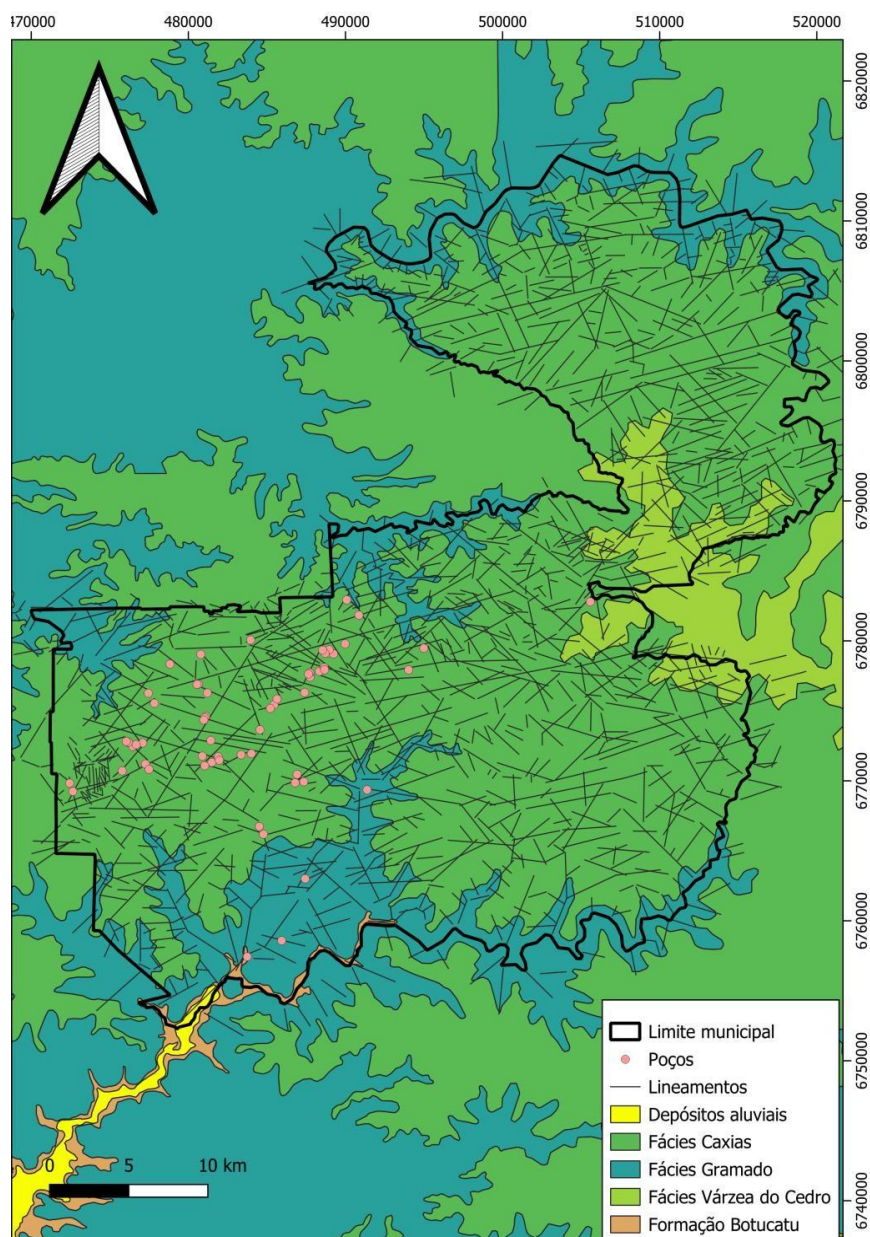 470000 480000 490000 500000 510000 520000
6820000
6810000
6800000
6790000
6780000
6770000
6760000
6750000
6740000
Limite municipal
Poços
Lineamentos
Depósitos aluviais
Fácies Caxias
Fácies Gramado
Fácies Várzea do Cedro
Formação Botucatu
0 5 10 km